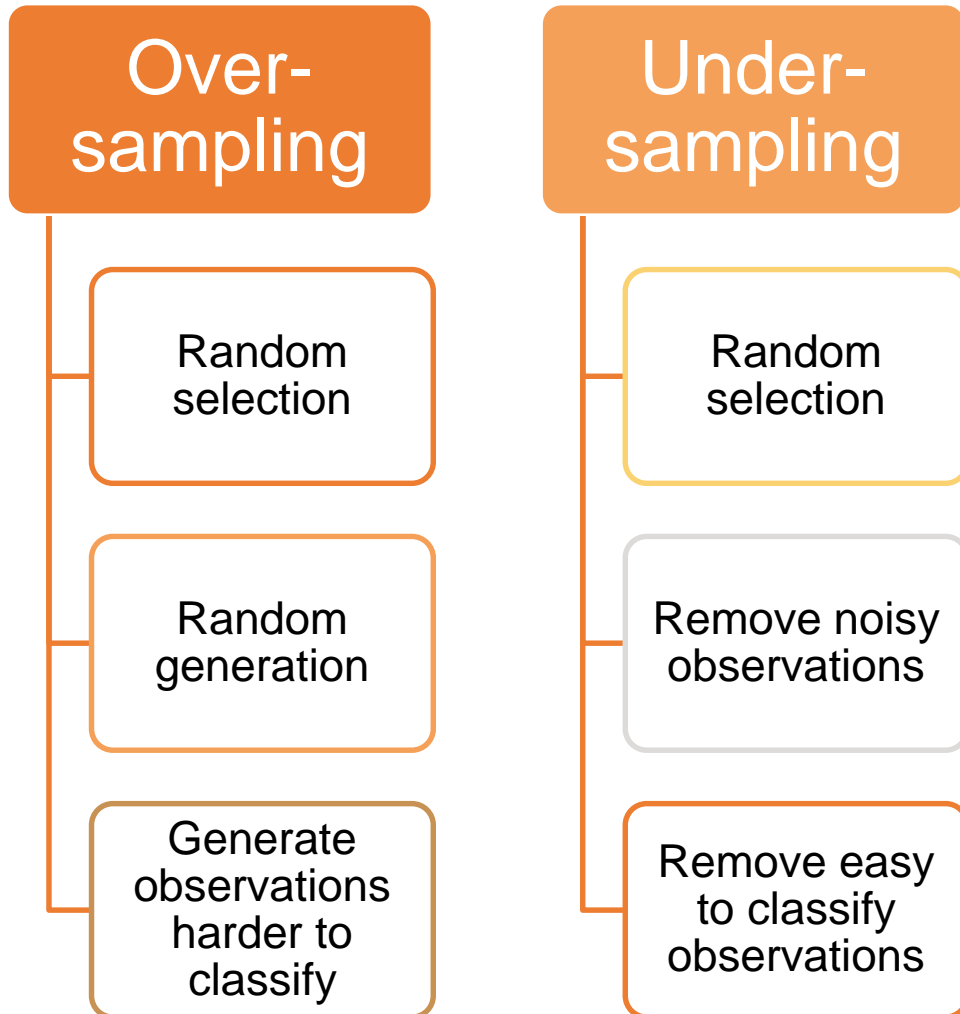 Over-
sampling
Random
selection
Random
generation
Generate
observations
harder to
classify
Under-
sampling
Random
selection
Remove noisy
observations
Remove easy
to classify
observations